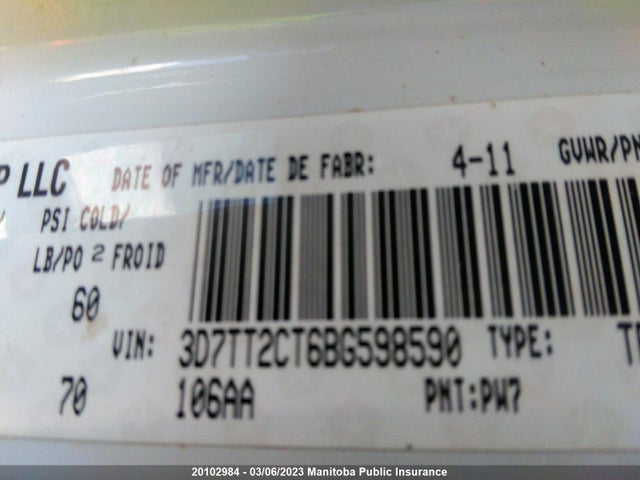 P LLC DATE OF MFR/DATE DE FABR: 4-11 GVWR/PN
PSI COLD/
LB/PO 2 FROID
60
VIN: 3D7TT2CT6BG598590 TYPE:
70 106AA PNT:PW7
20102984 - 03/06/2023 Manitoba Public Insurance